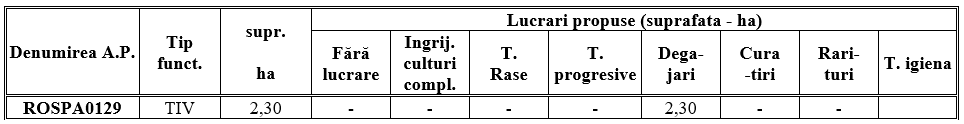 Denumirea A.P. Tip funct. supr. ha Lucrari propuse (suprafata - ha)
Fără lucrare Ingrij. culturi compl. T. Rase T. progresive Dega-jari Cura-tiri Rari-turi T. igiena
ROSPA0129 TIV 2,30 - - - - 2,30 - -